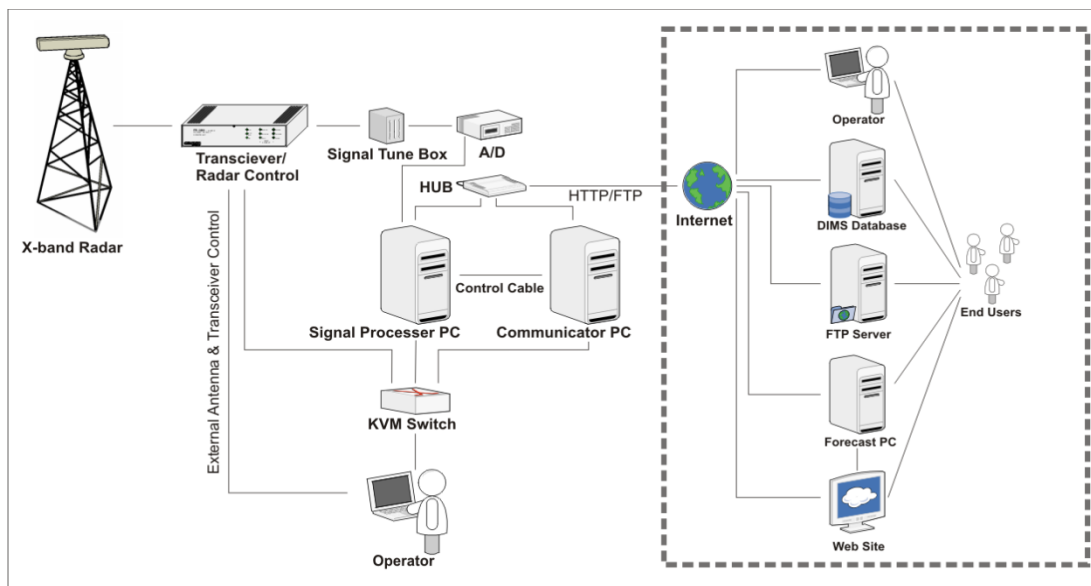 X-band Radar
Transciever/
Radar Control
Signal Tune Box
A/D
HUB
HTTP/FTP
Signal Processer PC
Control Cable
Communicator PC
External Antenna & Transceiver Control
KVM Switch
Operator
Internet
Operator
DIMS Database
FTP Server
Forecast PC
Web Site
End Users